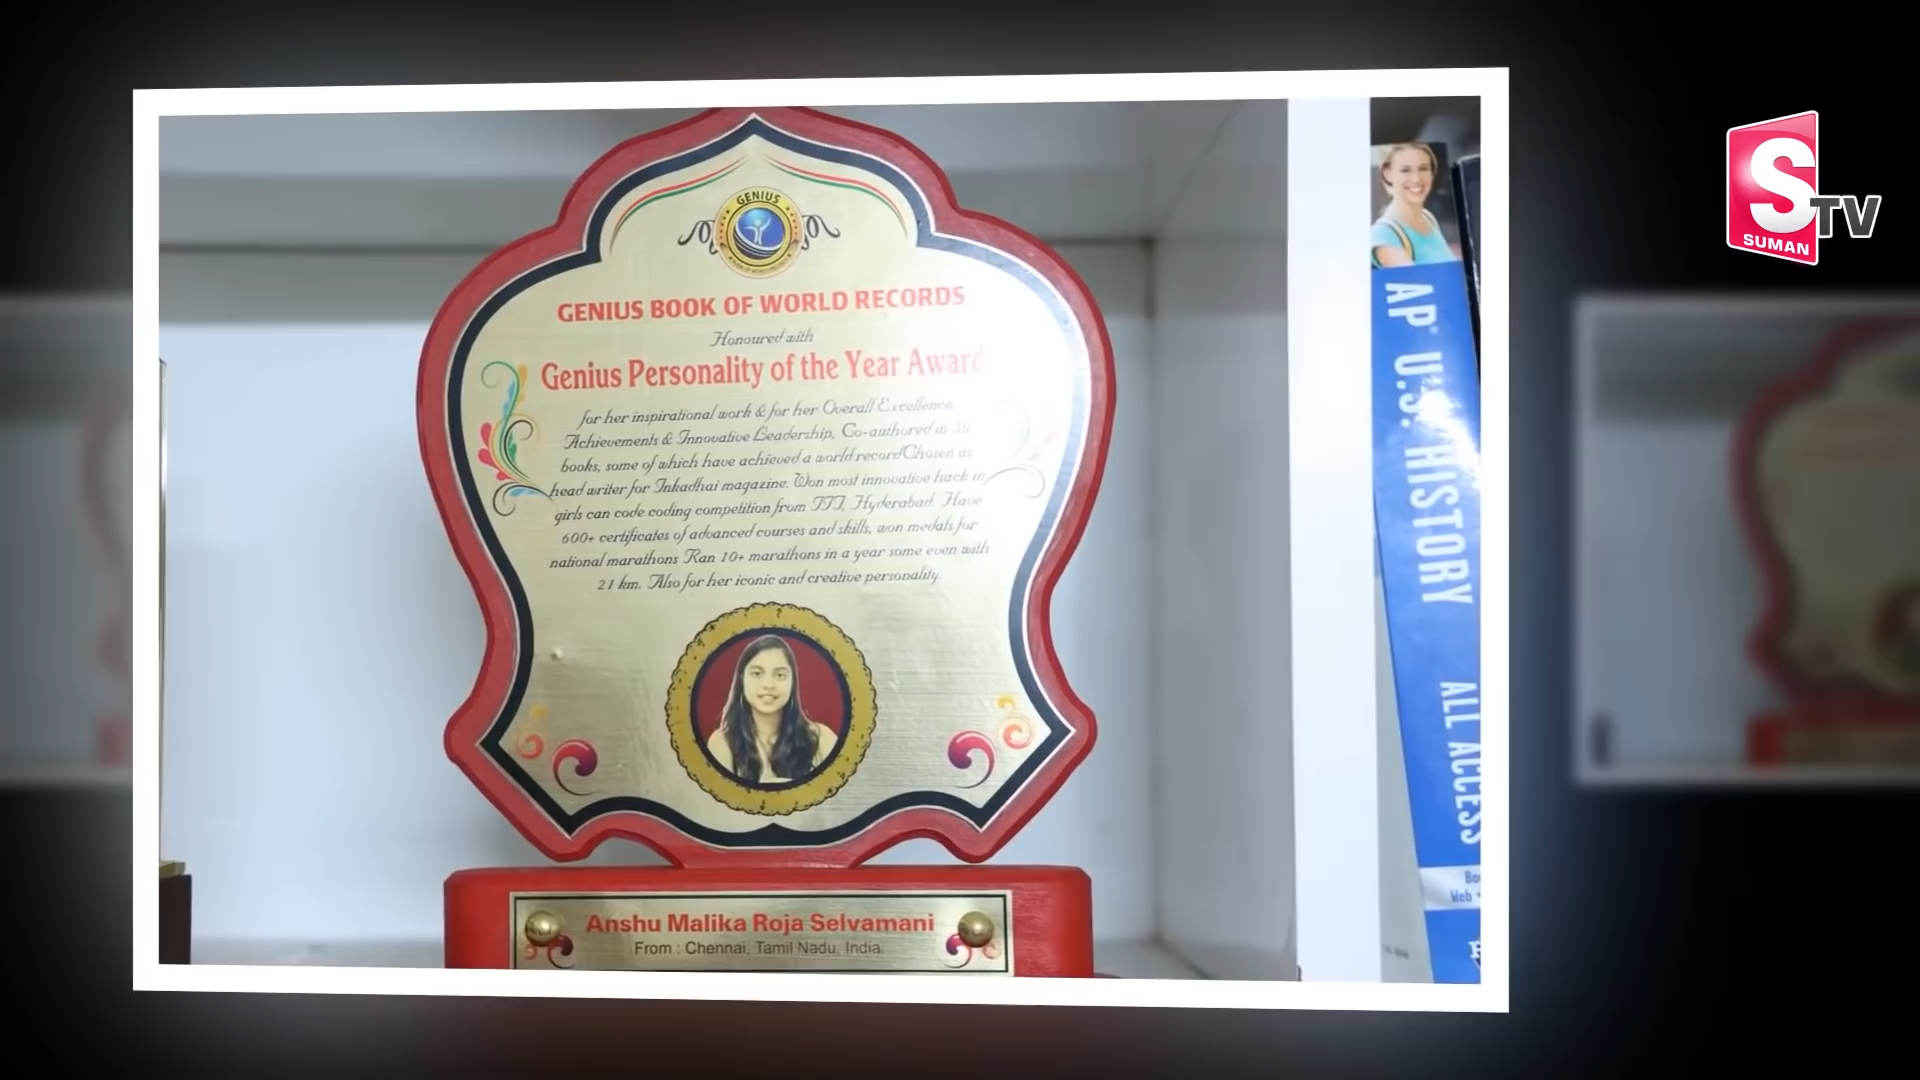 S
SUMAN TV
GENIUS
GENIUS BOOK OF WORLD RECORDS
Honoured with
Genius Personality of the Year Award
for her inspirational work & for her Overall Excellence,
Achievements & Innovative Leadership, Co-authored in
books, some of which have achieved a world record Chosen as
head writer for Inkadhai magazine. Won most innovative hack in
girls can code coding competition from IIT, Hyderabad. Have
600+ certificates of advanced courses and skills, won medals for
national marathons Ran 10+ marathons in a year some even with
21 km. Also for her iconic and creative personality.
Anshu Malika Roja Selvamani
From : Chennai, Tamil Nadu, India.
AP® U.S. HISTORY ALL ACCESS
Web